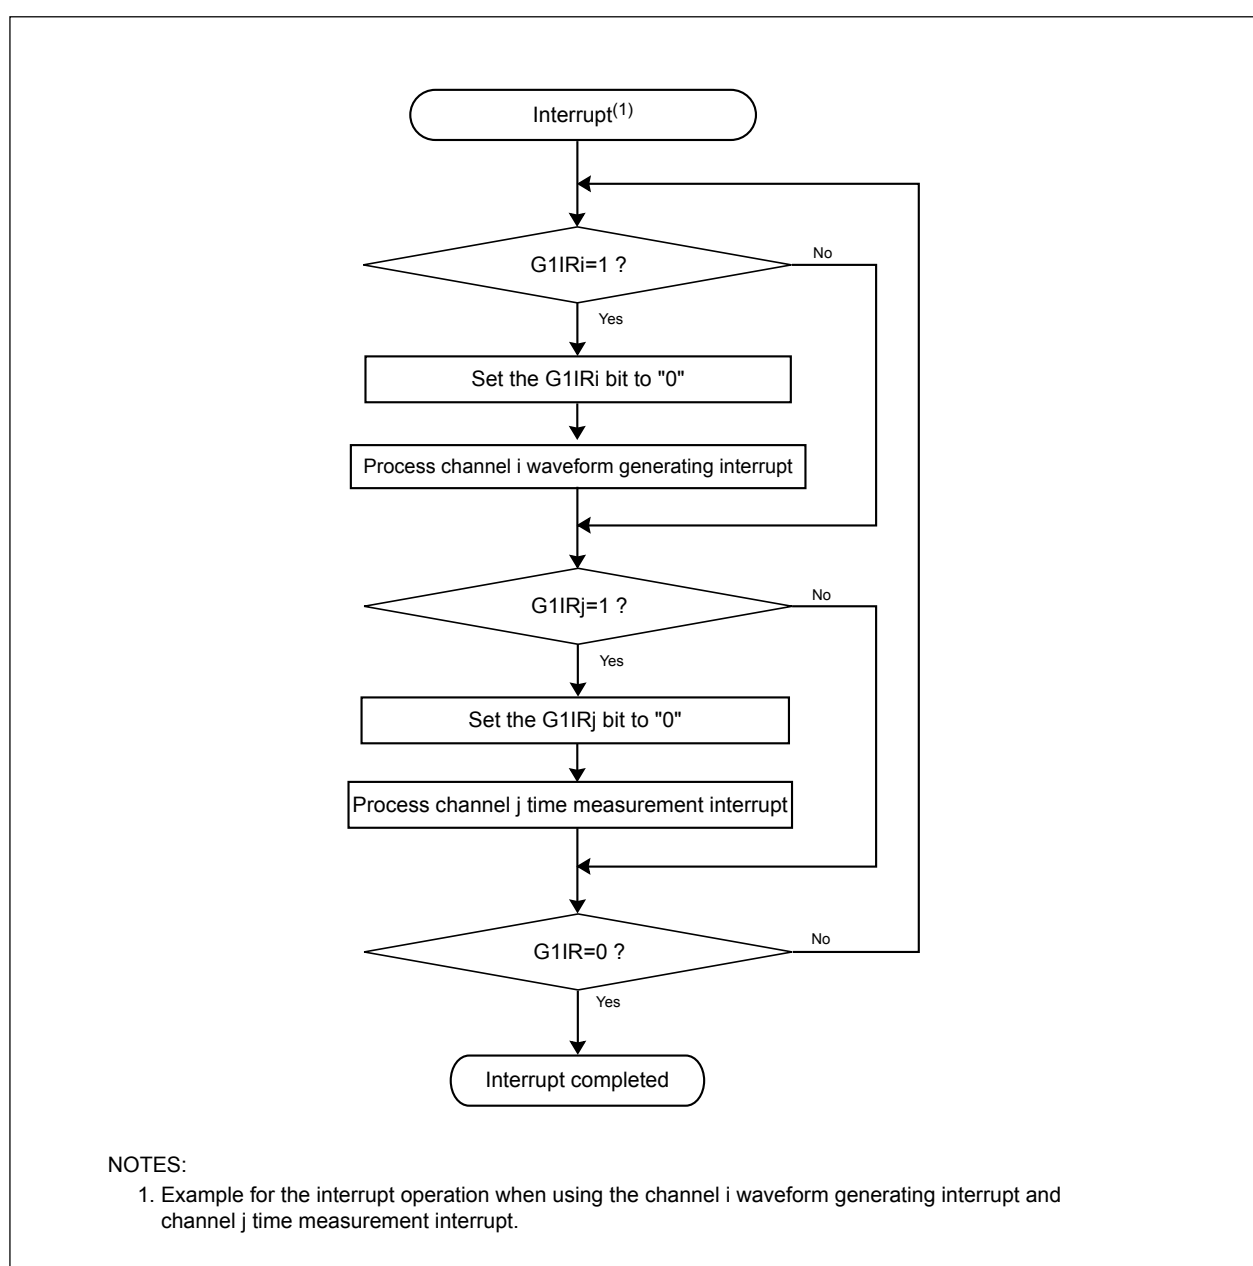 Interrupt(1)
G1IRi=1 ?
No
Yes
Set the G1IRi bit to "0"
Process channel i waveform generating interrupt
G1IRj=1 ?
No
Yes
Set the G1IRj bit to "0"
Process channel j time measurement interrupt
G1IR=0 ?
No
Yes
Interrupt completed
NOTES:
1. Example for the interrupt operation when using the channel i waveform generating interrupt and
channel j time measurement interrupt.